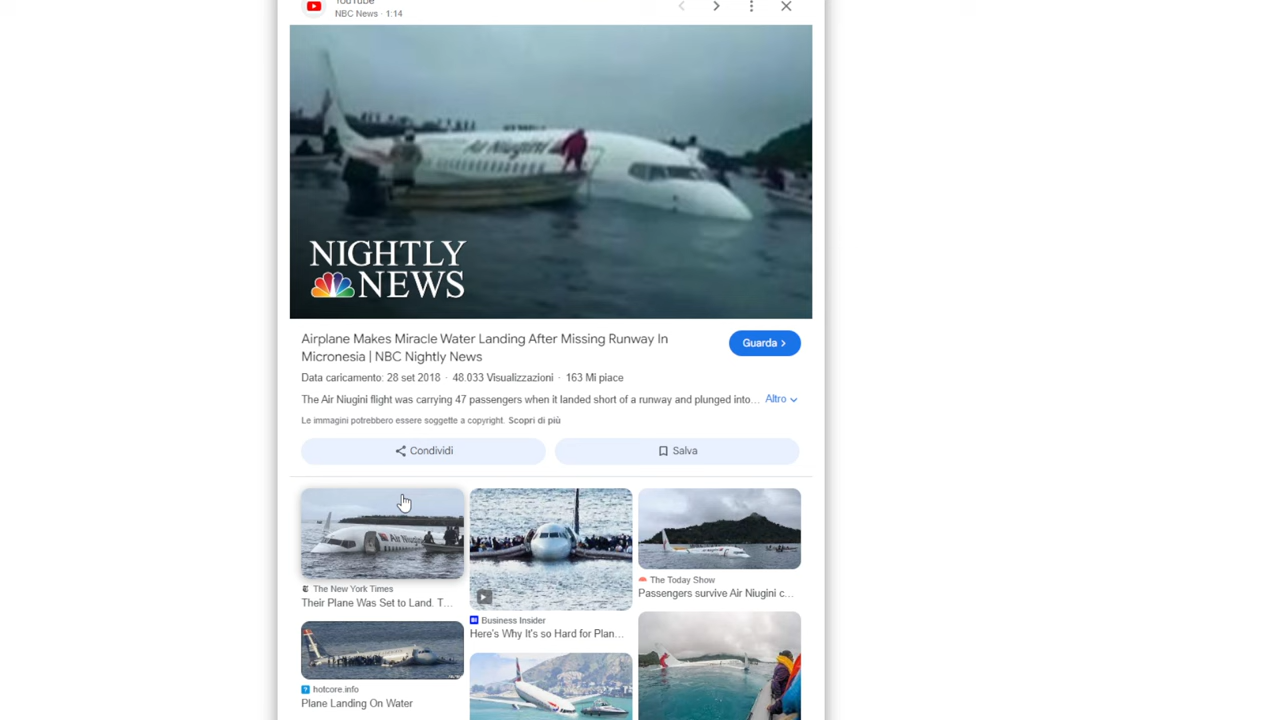 NBC News · 1:14
Air Niugini
NIGHTLY
NEWS
Airplane Makes Miracle Water Landing After Missing Runway In
Micronesia | NBC Nightly News
Guarda
Data caricamento: 28 set 2018 · 48.033 Visualizzazioni · 163 Mi piace
The Air Niugini flight was carrying 47 passengers when it landed short of a runway and plunged into... Altro
Le immagini potrebbero essere soggette a copyright. Scopri di più
Condividi
Salva
Air Niugini
The New York Times
Their Plane Was Set to Land. T...
Business Insider
Here's Why It's so Hard for Plan...
The Today Show
Passengers survive Air Niugini c...
hotcore.info
Plane Landing On Water